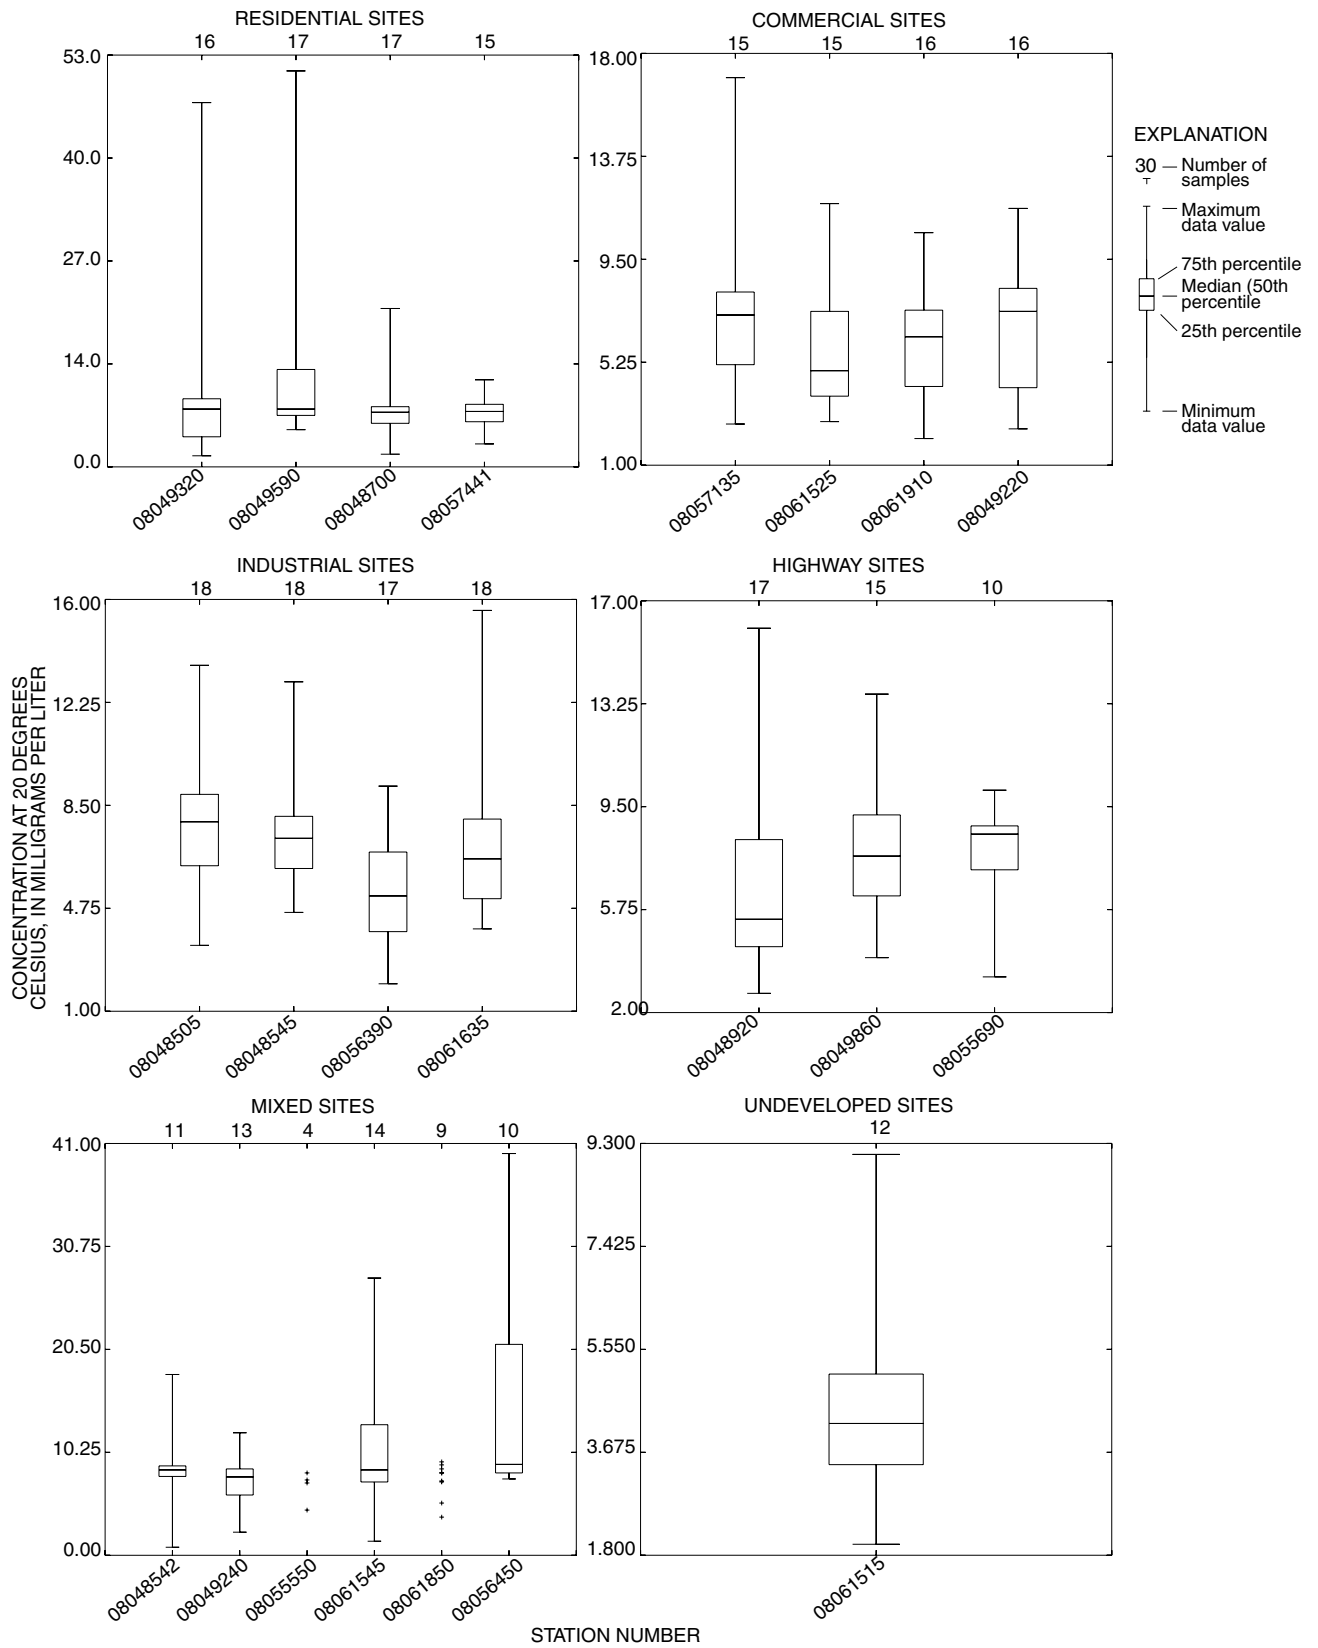 RESIDENTIAL SITES
16 17 17 15
53.0
40.0
27.0
14.0
0.0
08049320 08049590 08048700 08057441
COMMERCIAL SITES
15 15 16 16
18.00
13.75
9.50
5.25
1.00
08057135 08061525 08061910 08049220
EXPLANATION
30 Number of
samples
Maximum
data value
75th percentile
Median (50th
percentile
25th percentile
Minimum
data value
INDUSTRIAL SITES
18 18 17 18
16.00
12.25
8.50
4.75
1.00
08048505 08048545 08056390 08061635
HIGHWAY SITES
17 15 10
17.00
13.25
9.50
5.75
2.00
08048920 08049860 08055690
CONCENTRATION AT 20 DEGREES
CELSIUS, IN MILLIGRAMS PER LITER
MIXED SITES
11 13 4 14 9 10
41.00
30.75
20.50
10.25
0.00
08048542 08049240 08055550 08061545 08061850 08056450
UNDEVELOPED SITES
12
9.300
7.425
5.550
3.675
1.800
08061515
STATION NUMBER